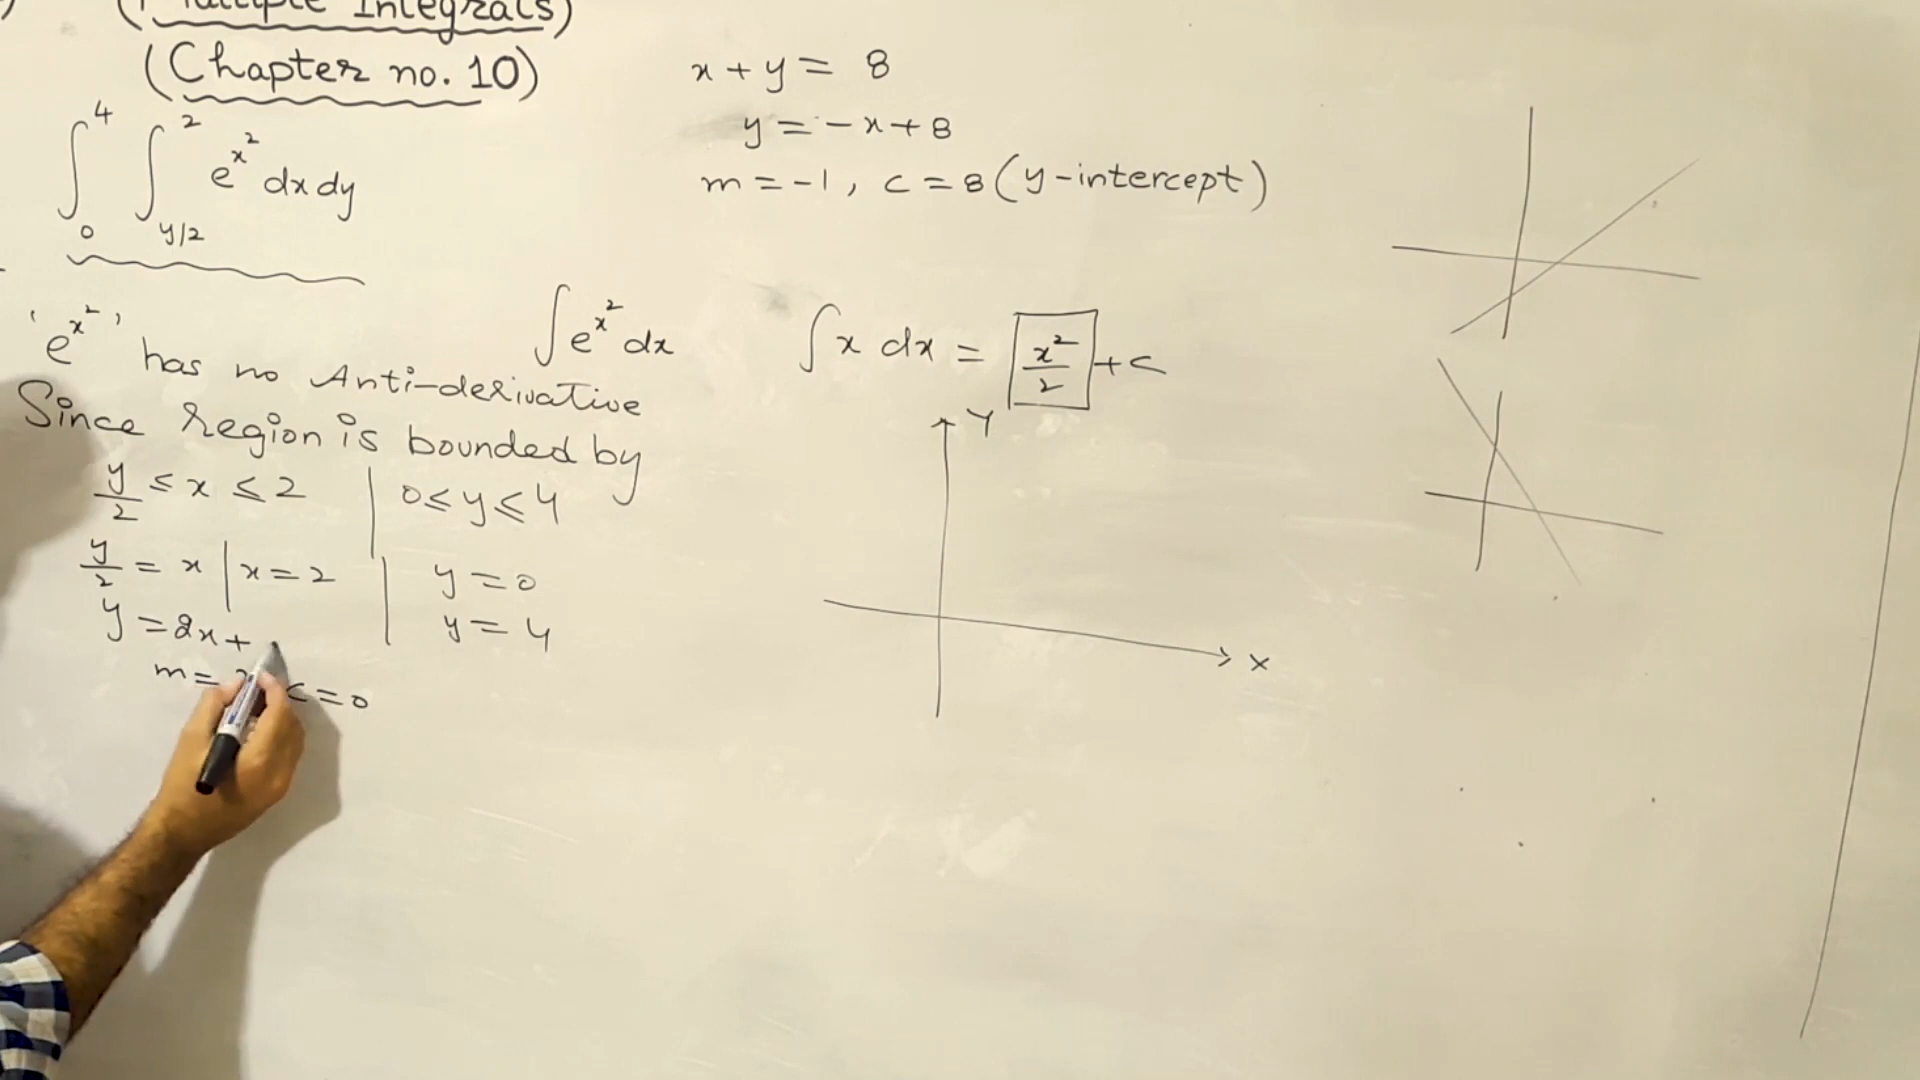 (Multiple Integrals)
(Chapter no. 10)
∫₀⁴ ∫_{y/2}² e^{x²} dx dy
x + y = 8
y = -x + 8
m = -1, c = 8 (y-intercept)
'e^{x²}' has no Anti-derivative
∫ e^{x²} dx
∫ x dx = x²/2 + c
Since region is bounded by
y/2 ≤ x ≤ 2 | 0 ≤ y ≤ 4
y/2 = x | x = 2 | y = 0
y = 2x + | y = 4
m = c = 0
Y
X